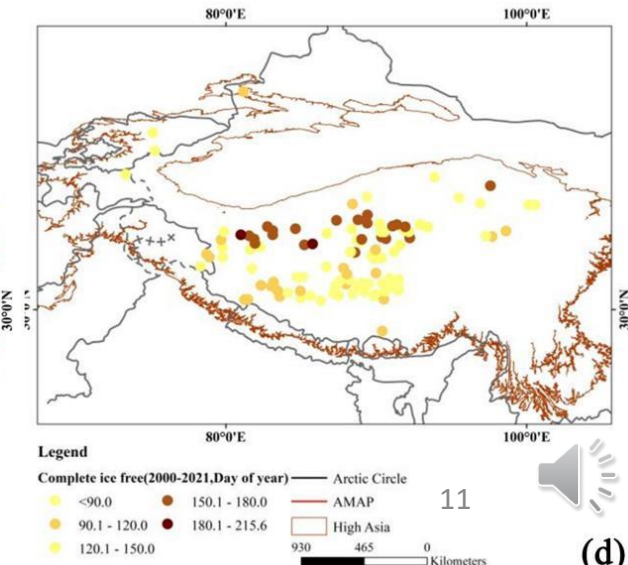 80°0'E 100°0'E
30°0'N 30°0'N
80°0'E 100°0'E
Legend
Complete ice free(2000-2021,Day of year)
<90.0
90.1 - 120.0
120.1 - 150.0
150.1 - 180.0
180.1 - 215.6
Arctic Circle
AMAP
High Asia
930 465 0
Kilometers
11
(d)